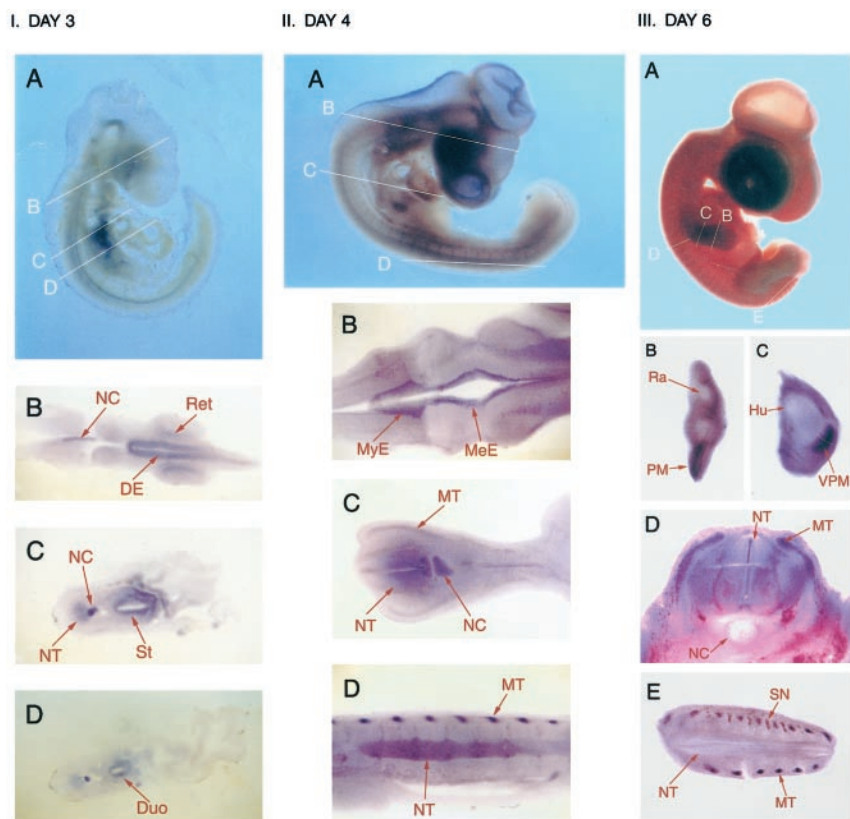 I. DAY 3
II. DAY 4
III. DAY 6
A
B
C
D
B
NC
Ret
DE
C
NC
NT
St
D
Duo
A
B
C
D
B
MyE
MeE
C
MT
NT
NC
D
MT
NT
A
C
B
D
E
B
Ra
PM
C
Hu
VPM
D
NT
MT
NC
E
SN
NT
MT